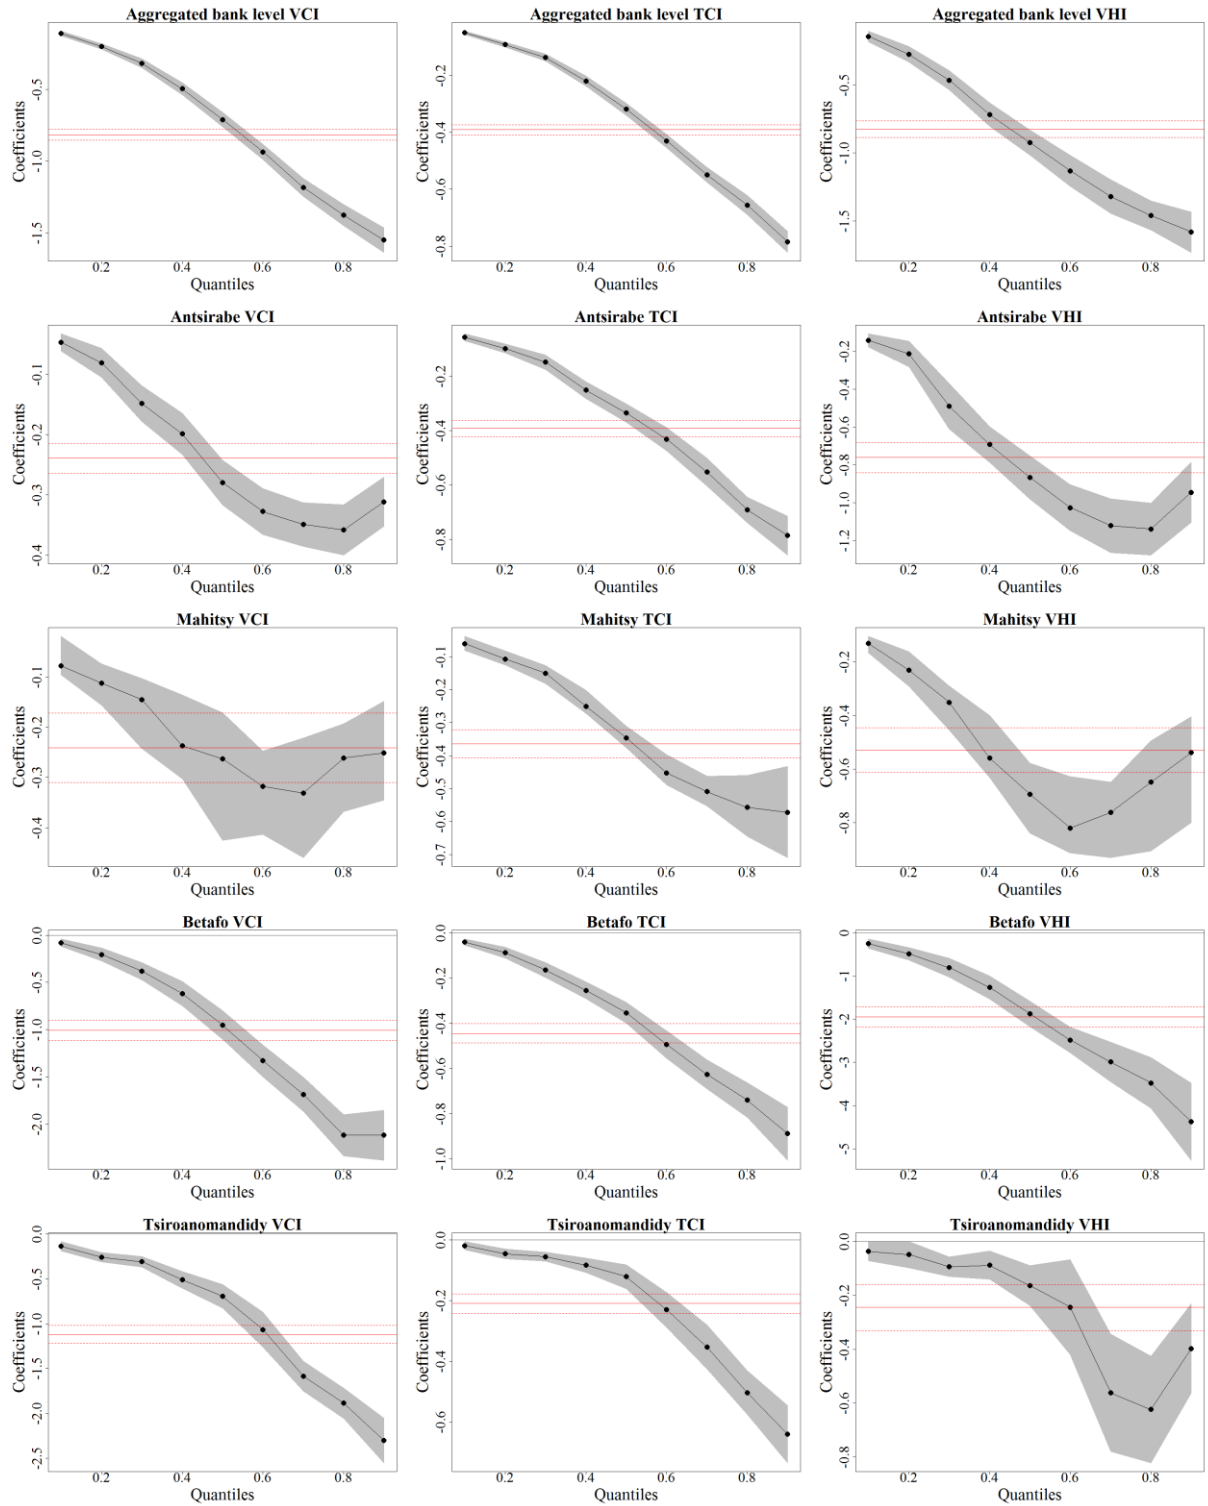 Aggregated bank level VCI
Coefficients
-0.5
-1.0
-1.5
0.2 0.4 0.6 0.8
Quantiles
Aggregated bank level TCI
Coefficients
-0.2
-0.4
-0.6
-0.8
0.2 0.4 0.6 0.8
Quantiles
Aggregated bank level VHI
Coefficients
-0.5
-1.0
-1.5
0.2 0.4 0.6 0.8
Quantiles
Antsirabe VCI
Coefficients
-0.1
-0.2
-0.3
-0.4
0.2 0.4 0.6 0.8
Quantiles
Antsirabe TCI
Coefficients
-0.2
-0.4
-0.6
-0.8
0.2 0.4 0.6 0.8
Quantiles
Antsirabe VHI
Coefficients
-0.2
-0.4
-0.6
-0.8
-1.0
-1.2
0.2 0.4 0.6 0.8
Quantiles
Mahitsy VCI
Coefficients
-0.1
-0.2
-0.3
-0.4
0.2 0.4 0.6 0.8
Quantiles
Mahitsy TCI
Coefficients
-0.1
-0.2
-0.3
-0.4
-0.5
-0.6
-0.7
0.2 0.4 0.6 0.8
Quantiles
Mahitsy VHI
Coefficients
-0.2
-0.4
-0.6
-0.8
0.2 0.4 0.6 0.8
Quantiles
Betafo VCI
Coefficients
0.0
-0.5
-1.0
-1.5
-2.0
0.2 0.4 0.6 0.8
Quantiles
Betafo TCI
Coefficients
0.0
-0.2
-0.4
-0.6
-0.8
-1.0
0.2 0.4 0.6 0.8
Quantiles
Betafo VHI
Coefficients
0
-1
-2
-3
-4
-5
0.2 0.4 0.6 0.8
Quantiles
Tsiroanomandidy VCI
Coefficients
0.0
-0.5
-1.0
-1.5
-2.0
-2.5
0.2 0.4 0.6 0.8
Quantiles
Tsiroanomandidy TCI
Coefficients
0.0
-0.2
-0.4
-0.6
0.2 0.4 0.6 0.8
Quantiles
Tsiroanomandidy VHI
Coefficients
0.0
-0.2
-0.4
-0.6
-0.8
0.2 0.4 0.6 0.8
Quantiles